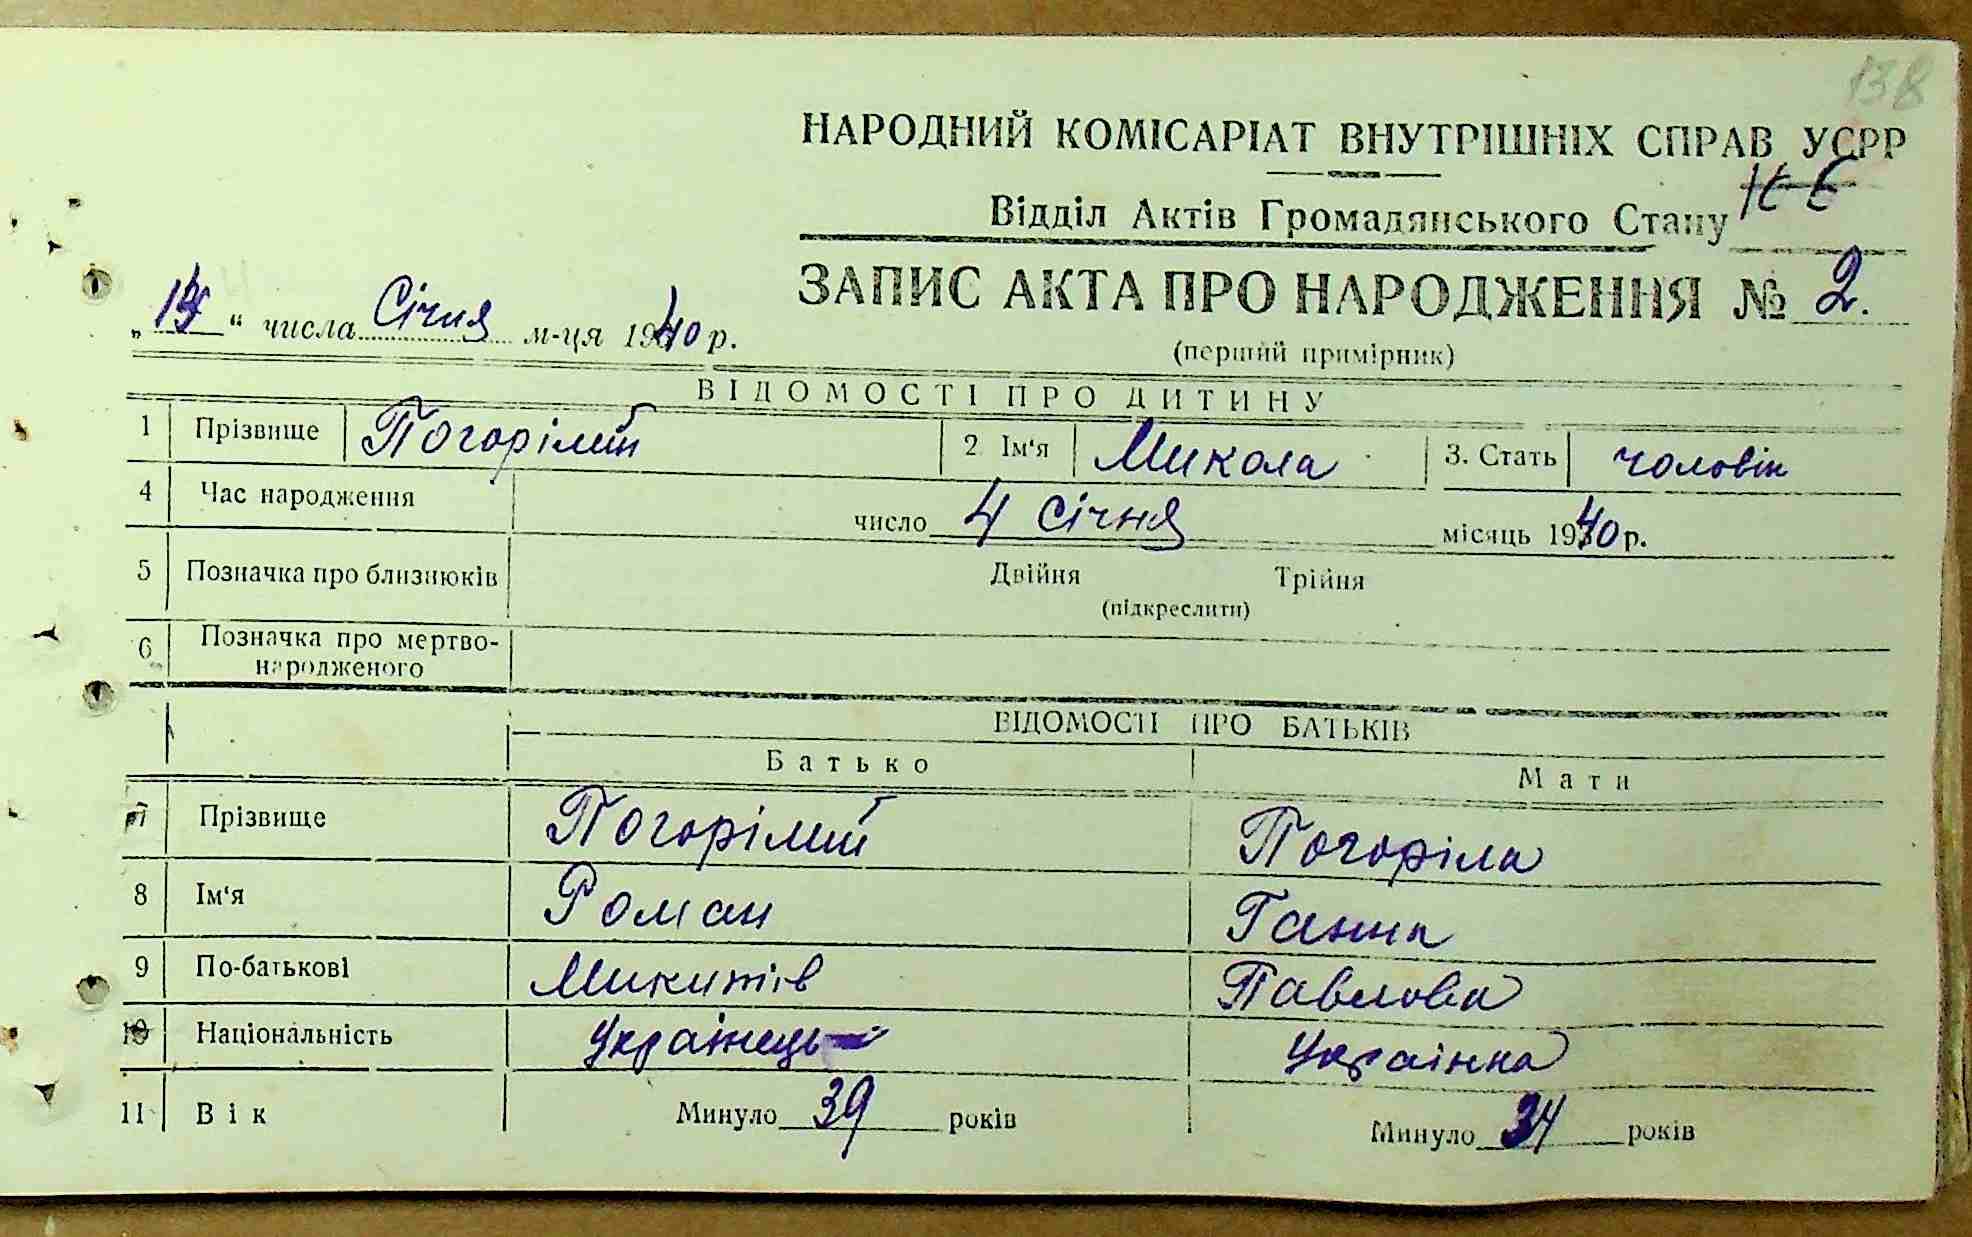 138
НАРОДНИЙ КОМІСАРІАТ ВНУТРІШНІХ СПРАВ УСРР
Відділ Актів Громадянського Стану
ЗАПИС АКТА ПРО НАРОДЖЕННЯ № 2.
„ “ числа Січня м-ця 1940 р.
(перший примірник)
ВІДОМОСТІ ПРО ДИТИНУ
1 Прізвище Погорілий 2. Ім‘я Микола 3. Стать чоловік
4 Час народження число 4 Січня місяць 1940 р.
5 Позначка про близнюків Двійня Трійня
(підкреслити)
6 Позначка про мертво-
народженого
ВІДОМОСТІ ПРО БАТЬКІВ
Батько Мати
7 Прізвище Погорілий Погоріла
8 Ім‘я Роман Ганна
9 По-батькові Микитів Павлова
10 Національність Українець Українка
11 Вік Минуло 39 років Минуло 34 років